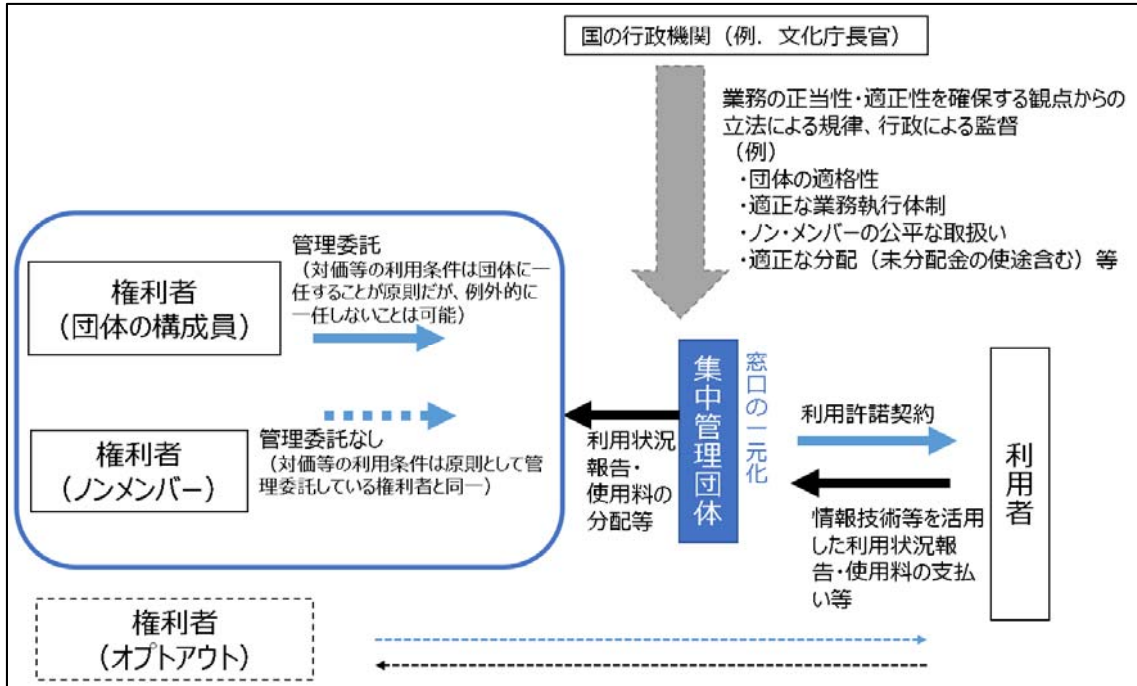 国の行政機関（例．文化庁長官）
業務の正当性・適正性を確保する観点からの
立法による規律、行政による監督
（例）
・団体の適格性
・適正な業務執行体制
・ノン・メンバーの公平な取扱い
・適正な分配（未分配金の使途含む）等
管理委託
（対価等の利用条件は団体に一
任することが原則だが、例外的に
一任しないことは可能）
権利者
（団体の構成員）
管理委託なし
（対価等の利用条件は原則として管
理委託している権利者と同一）
権利者
（ノンメンバー）
利用状況
報告・
使用料の
分配等
集中管理団体
窓口の一元化
利用許諾契約
情報技術等を活用
した利用状況報
告・使用料の支払
い等
利用者
権利者
（オプトアウト）